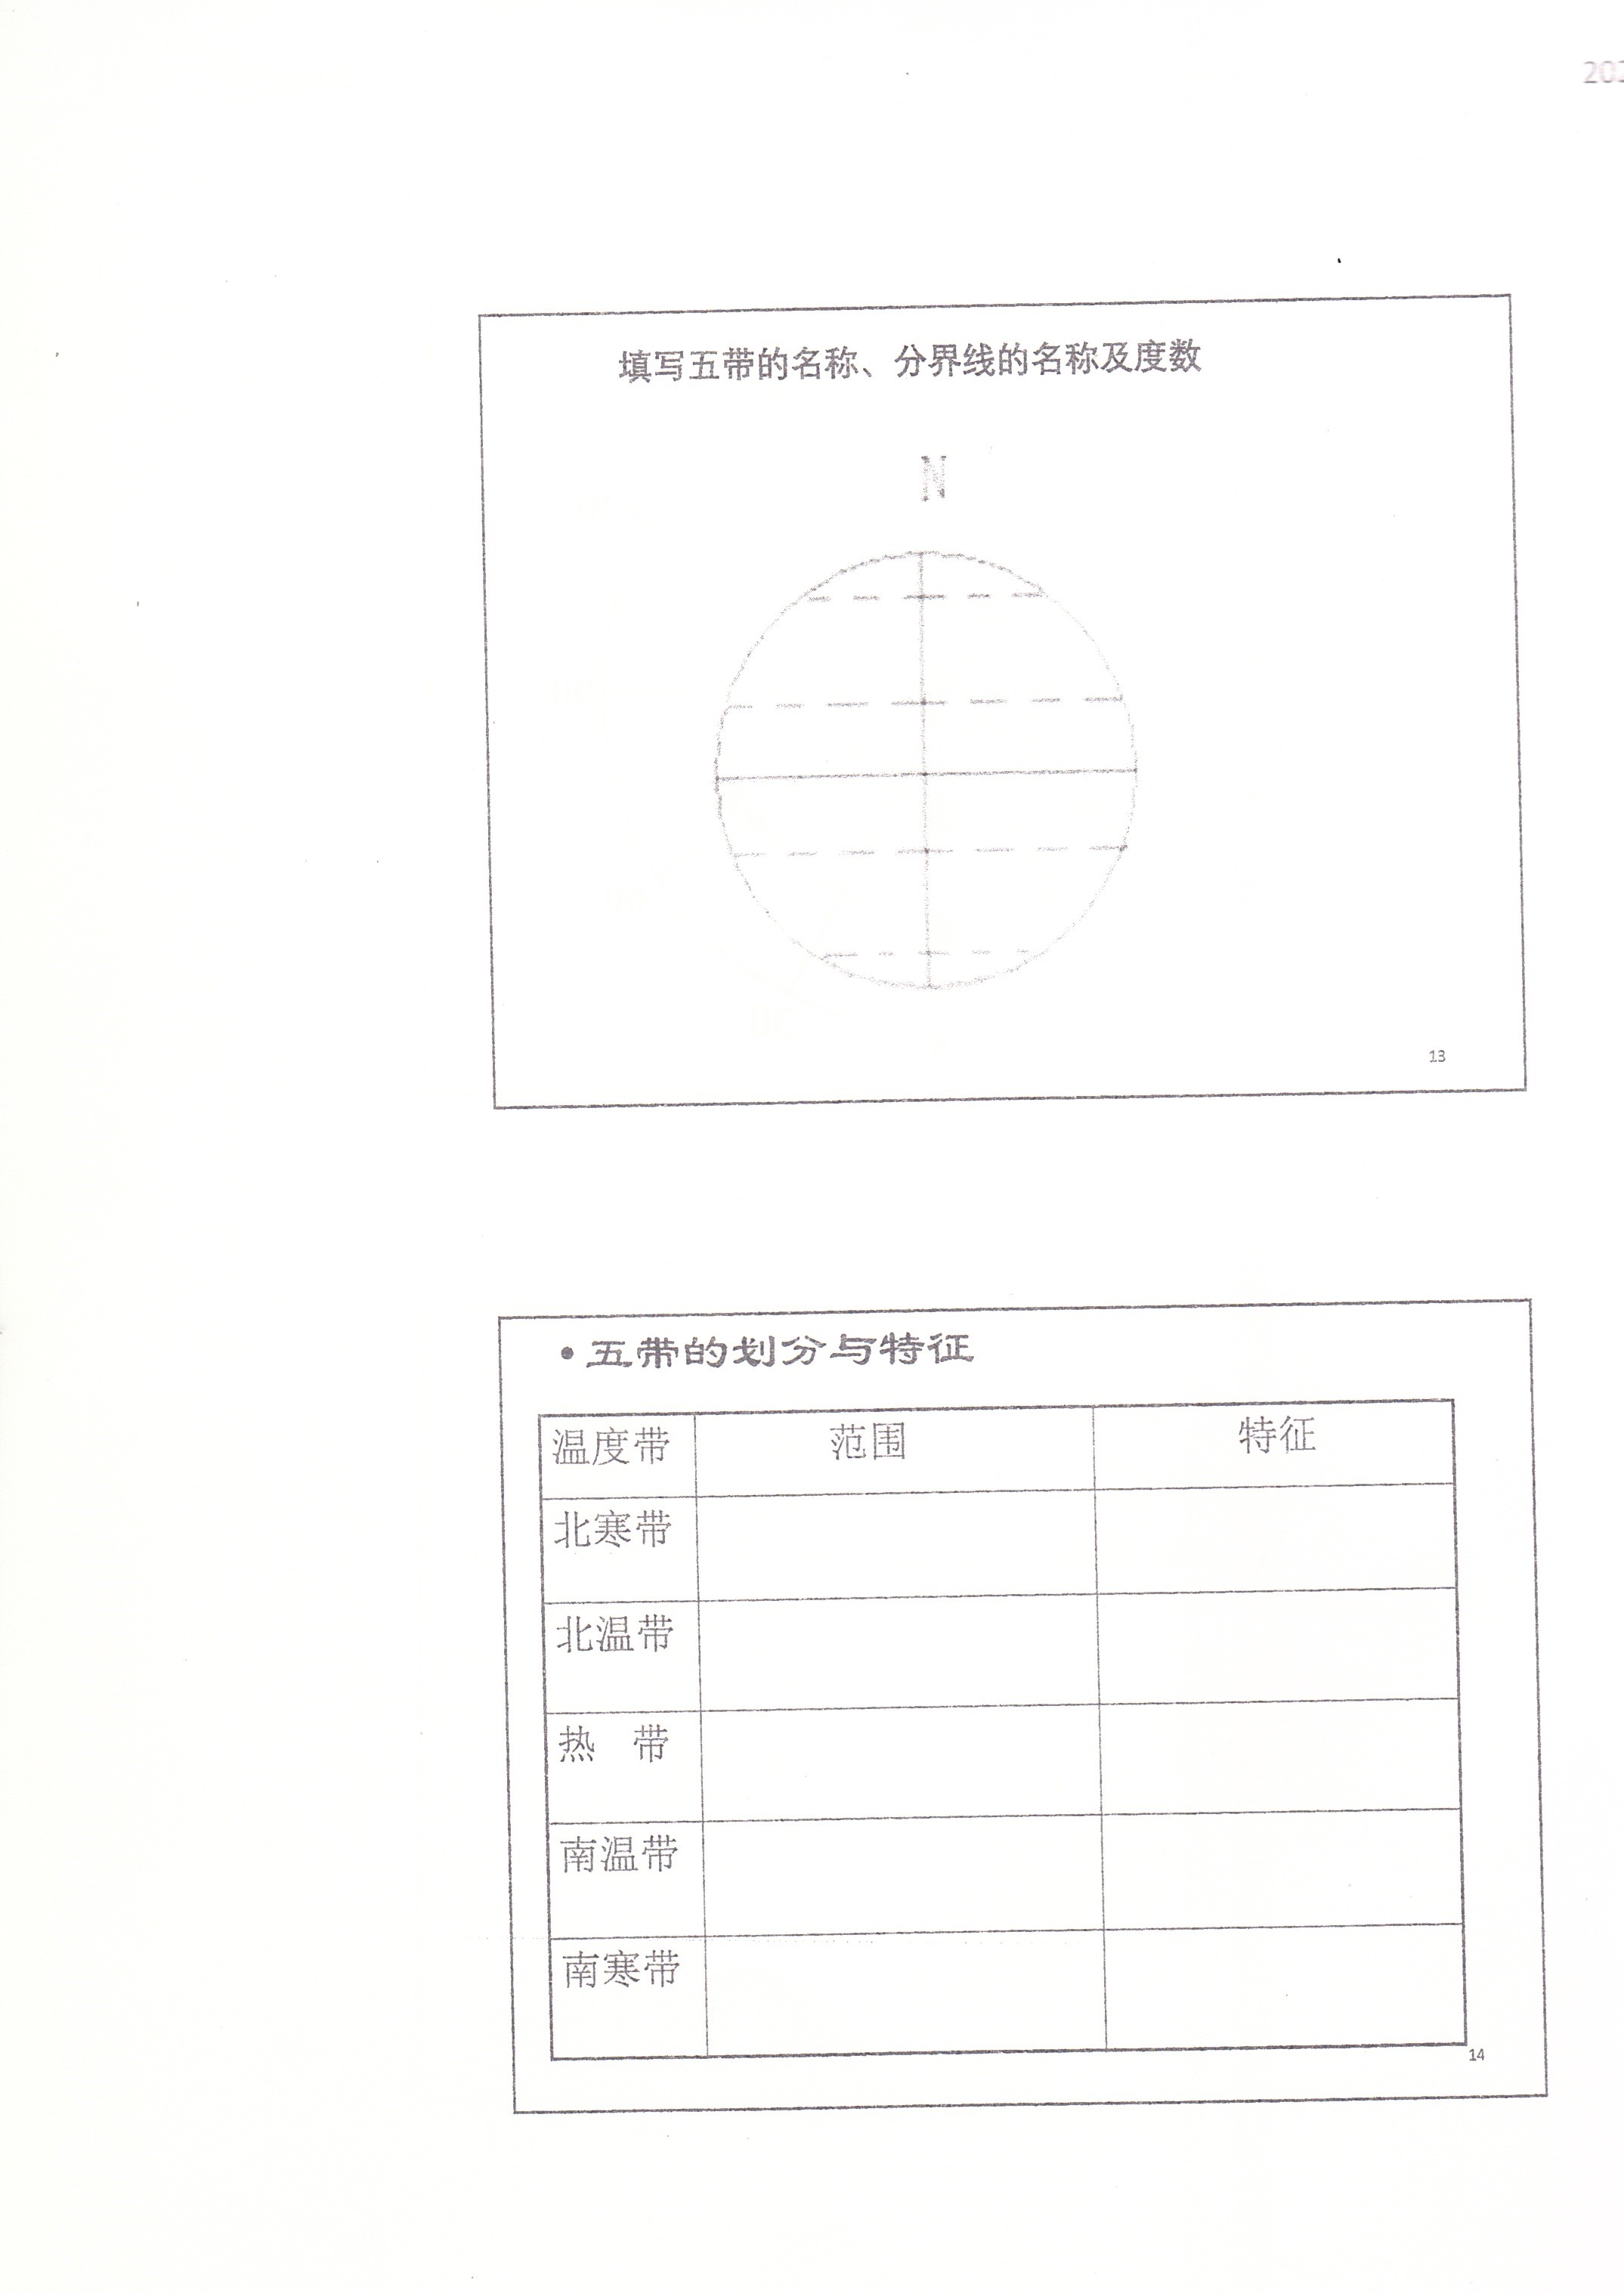 202
填写五带的名称、分界线的名称及度数
N
13
• 五带的划分与特征
温度带 范围 特征
北寒带
北温带
热 带
南温带
南寒带
14